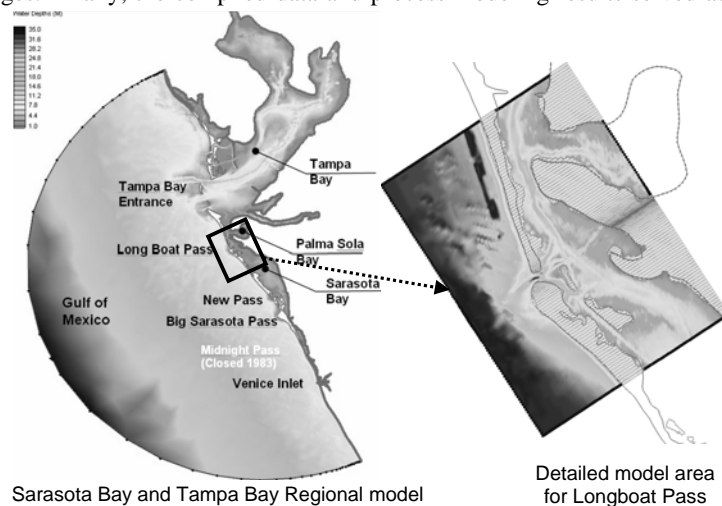 Water Depths (M)
35.0
31.6
28.2
24.8
21.4
18.0
14.6
11.2
7.8
4.4
1.0
Tampa
Bay
Tampa Bay
Entrance
Long Boat Pass
Palma Sola
Bay
Sarasota
Bay
Gulf of
Mexico
New Pass
Big Sarasota Pass
Midnight Pass
(Closed 1983)
Venice Inlet
Sarasota Bay and Tampa Bay Regional model
Detailed model area
for Longboat Pass